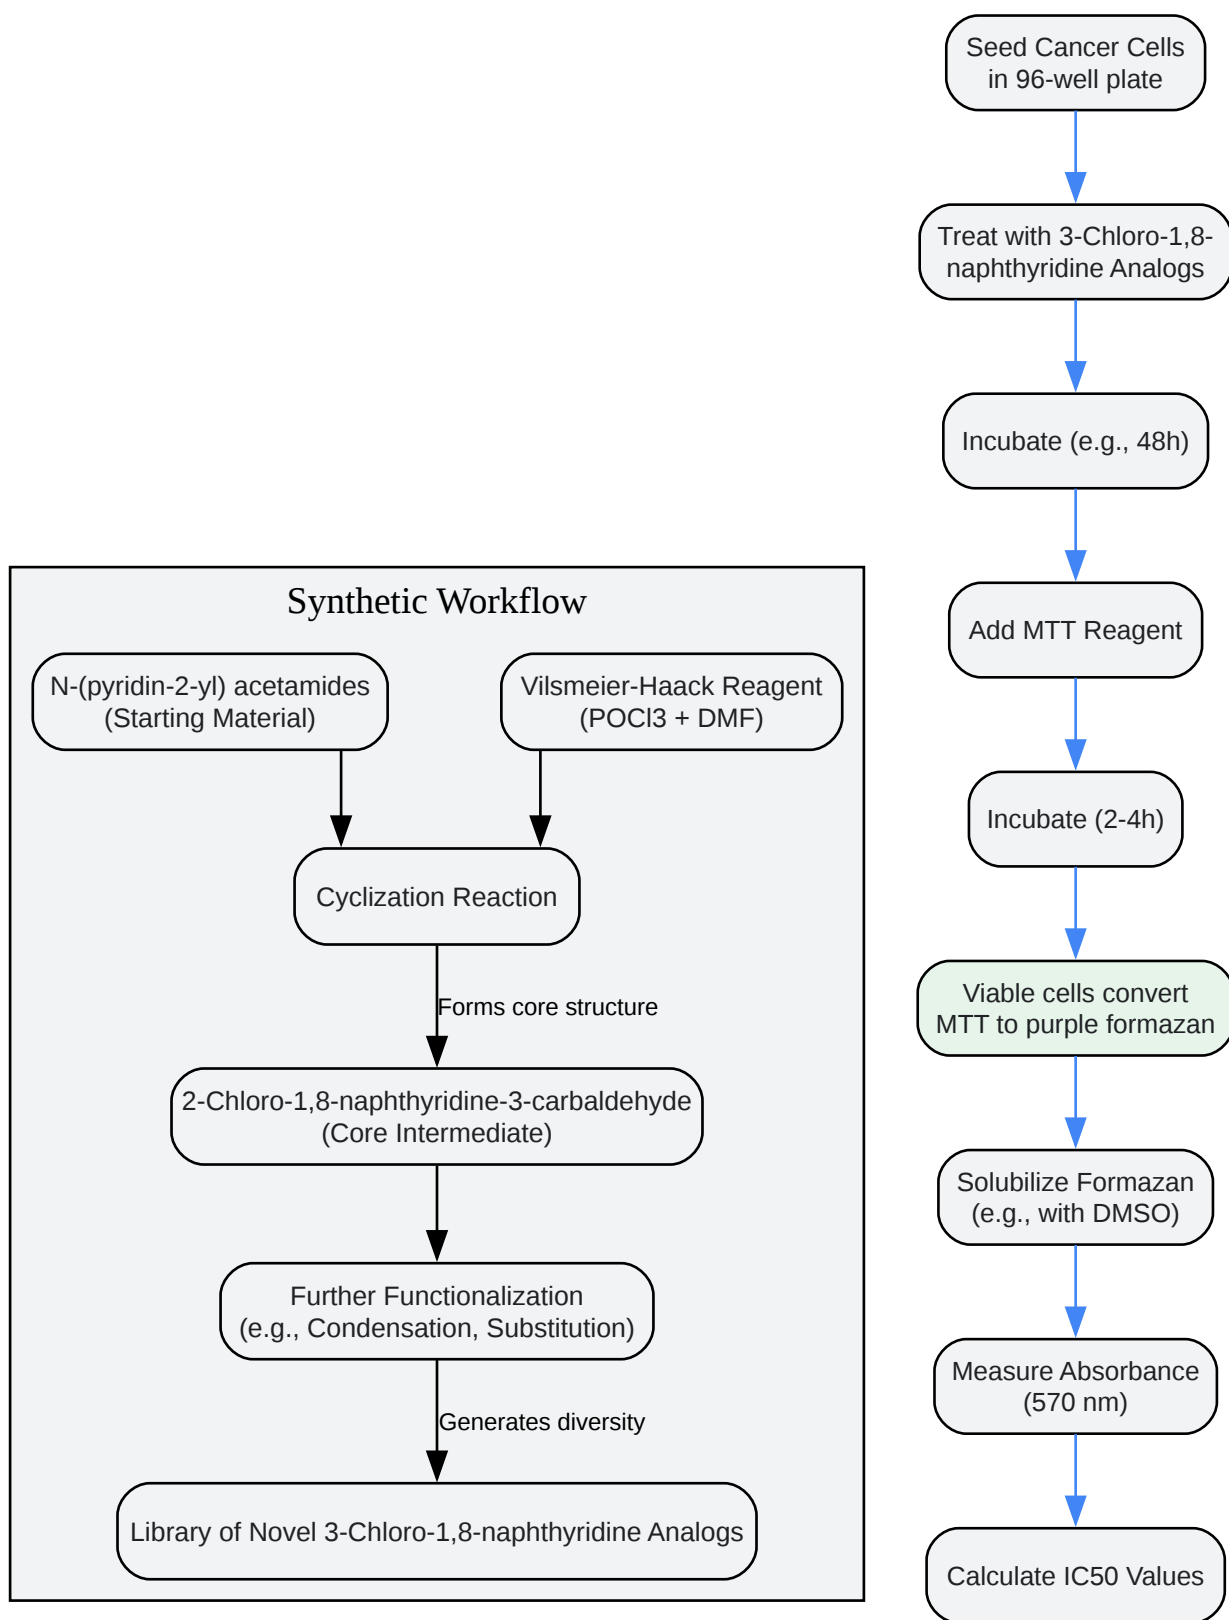 Synthetic Workflow
N-(pyridin-2-yl) acetamides
(Starting Material)
Vilsmeier-Haack Reagent
(POCl3 + DMF)
Cyclization Reaction
Forms core structure
2-Chloro-1,8-naphthyridine-3-carbaldehyde
(Core Intermediate)
Further Functionalization
(e.g., Condensation, Substitution)
Generates diversity
Library of Novel 3-Chloro-1,8-naphthyridine Analogs
Seed Cancer Cells
in 96-well plate
Treat with 3-Chloro-1,8-
naphthyridine Analogs
Incubate (e.g., 48h)
Add MTT Reagent
Incubate (2-4h)
Viable cells convert
MTT to purple formazan
Solubilize Formazan
(e.g., with DMSO)
Measure Absorbance
(570 nm)
Calculate IC50 Values